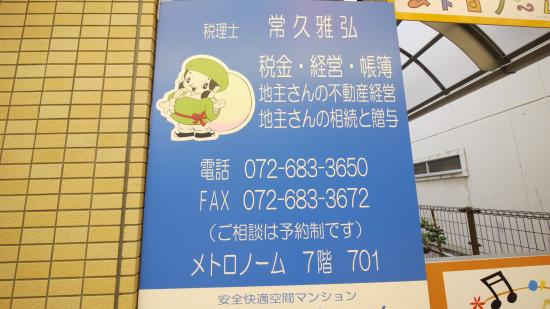 税理士　常久雅弘
税金・経営・帳簿
地主さんの不動産経営
地主さんの相続と贈与
電話 072-683-3650
FAX 072-683-3672
(ご相談は予約制です)
メトロノーム 7階 701
安全快適空間マンション